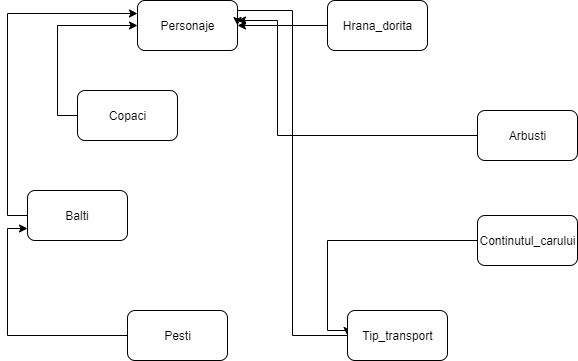 Personaje
Hrana_dorita
Copaci
Arbusti
Balti
Continutul_carului
Pesti
Tip_transport